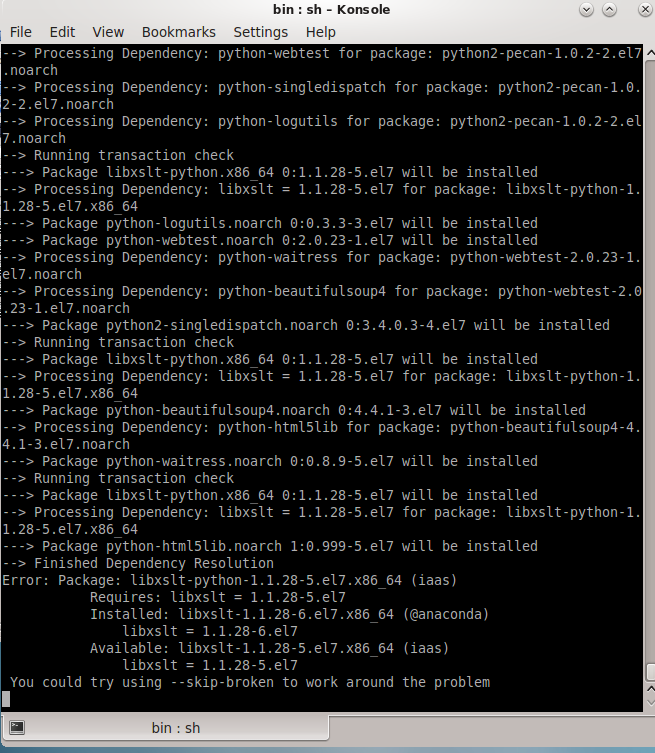 bin : sh – Konsole
File Edit View Bookmarks Settings Help
--> Processing Dependency: python-webtest for package: python2-pecan-1.0.2-2.el7
.noarch
--> Processing Dependency: python-singledispatch for package: python2-pecan-1.0.
2-2.el7.noarch
--> Processing Dependency: python-logutils for package: python2-pecan-1.0.2-2.el
7.noarch
--> Running transaction check
---> Package libxslt-python.x86_64 0:1.1.28-5.el7 will be installed
--> Processing Dependency: libxslt = 1.1.28-5.el7 for package: libxslt-python-1.
1.28-5.el7.x86_64
---> Package python-logutils.noarch 0:0.3.3-3.el7 will be installed
---> Package python-webtest.noarch 0:2.0.23-1.el7 will be installed
--> Processing Dependency: python-waitress for package: python-webtest-2.0.23-1.
el7.noarch
--> Processing Dependency: python-beautifulsoup4 for package: python-webtest-2.0
.23-1.el7.noarch
---> Package python2-singledispatch.noarch 0:3.4.0.3-4.el7 will be installed
--> Running transaction check
---> Package libxslt-python.x86_64 0:1.1.28-5.el7 will be installed
--> Processing Dependency: libxslt = 1.1.28-5.el7 for package: libxslt-python-1.
1.28-5.el7.x86_64
---> Package python-beautifulsoup4.noarch 0:4.4.1-3.el7 will be installed
--> Processing Dependency: python-html5lib for package: python-beautifulsoup4-4.
4.1-3.el7.noarch
---> Package python-waitress.noarch 0:0.8.9-5.el7 will be installed
--> Running transaction check
---> Package libxslt-python.x86_64 0:1.1.28-5.el7 will be installed
--> Processing Dependency: libxslt = 1.1.28-5.el7 for package: libxslt-python-1.
1.28-5.el7.x86_64
---> Package python-html5lib.noarch 1:0.999-5.el7 will be installed
--> Finished Dependency Resolution
Error: Package: libxslt-python-1.1.28-5.el7.x86_64 (iaas)
Requires: libxslt = 1.1.28-5.el7
Installed: libxslt-1.1.28-6.el7.x86_64 (@anaconda)
libxslt = 1.1.28-6.el7
Available: libxslt-1.1.28-5.el7.x86_64 (iaas)
libxslt = 1.1.28-5.el7
You could try using --skip-broken to work around the problem
bin : sh